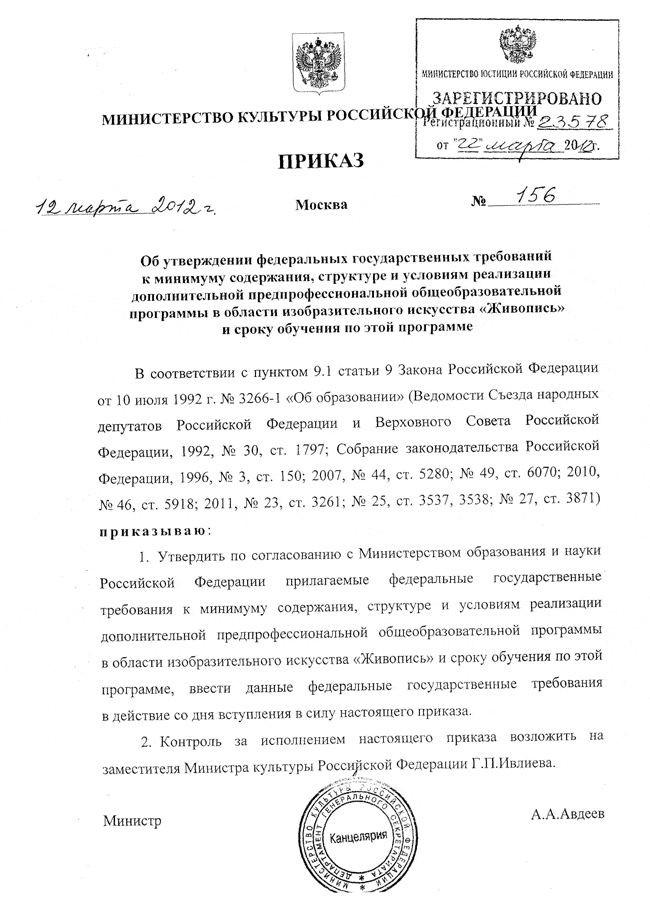 МИНИСТЕРСТВО ЮСТИЦИИ РОССИЙСКОЙ ФЕДЕРАЦИИ
ЗАРЕГИСТРИРОВАНО
Регистрационный № 23578
от "22" марта 2012г.
МИНИСТЕРСТВО КУЛЬТУРЫ РОССИЙСКОЙ ФЕДЕРАЦИИ
ПРИКАЗ
12 марта 2012 г.
Москва
№ 156
Об утверждении федеральных государственных требований
к минимуму содержания, структуре и условиям реализации
дополнительной предпрофессиональной общеобразовательной
программы в области изобразительного искусства «Живопись»
и сроку обучения по этой программе
В соответствии с пунктом 9.1 статьи 9 Закона Российской Федерации
от 10 июля 1992 г. № 3266-1 «Об образовании» (Ведомости Съезда народных
депутатов Российской Федерации и Верховного Совета Российской
Федерации, 1992, № 30, ст. 1797; Собрание законодательства Российской
Федерации, 1996, № 3, ст. 150; 2007, № 44, ст. 5280; № 49, ст. 6070; 2010,
№ 46, ст. 5918; 2011, № 23, ст. 3261; № 25, ст. 3537, 3538; № 27, ст. 3871)
приказываю:
1. Утвердить по согласованию с Министерством образования и науки
Российской Федерации прилагаемые федеральные государственные
требования к минимуму содержания, структуре и условиям реализации
дополнительной предпрофессиональной общеобразовательной программы
в области изобразительного искусства «Живопись» и сроку обучения по этой
программе, ввести данные федеральные государственные требования
в действие со дня вступления в силу настоящего приказа.
2. Контроль за исполнением настоящего приказа возложить на
заместителя Министра культуры Российской Федерации Г.П.Ивлиева.
Министр
А.А.Авдеев
МИНИСТЕРСТВО КУЛЬТУРЫ РОССИЙСКОЙ ФЕДЕРАЦИИ
ДЕПАРТАМЕНТ ГЕНЕРАЛЬНОГО СЕКРЕТАРИАТА
Канцелярия